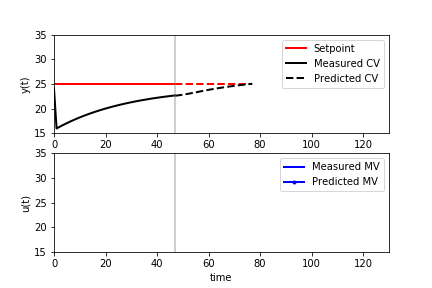 35
30
25
20
15
y(t)
Setpoint
Measured CV
Predicted CV
0 20 40 60 80 100 120
35
30
25
20
15
u(t)
Measured MV
Predicted MV
0 20 40 60 80 100 120
time